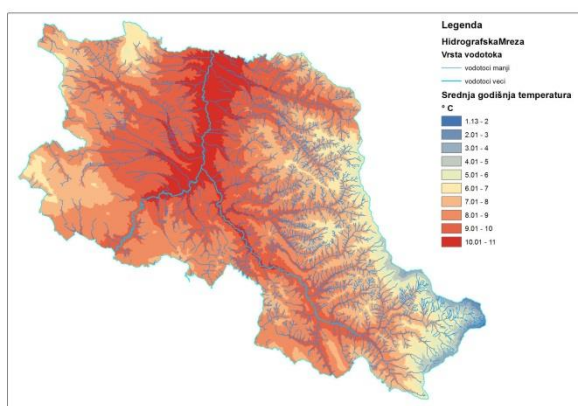 Legenda
HidrografskaMreza
Vrsta vodotoka
vodotoci manji
vodotoci veci
Srednja godišnja temperatura
° C
1.13 - 2
2.01 - 3
3.01 - 4
4.01 - 5
5.01 - 6
6.01 - 7
7.01 - 8
8.01 - 9
9.01 - 10
10.01 - 11